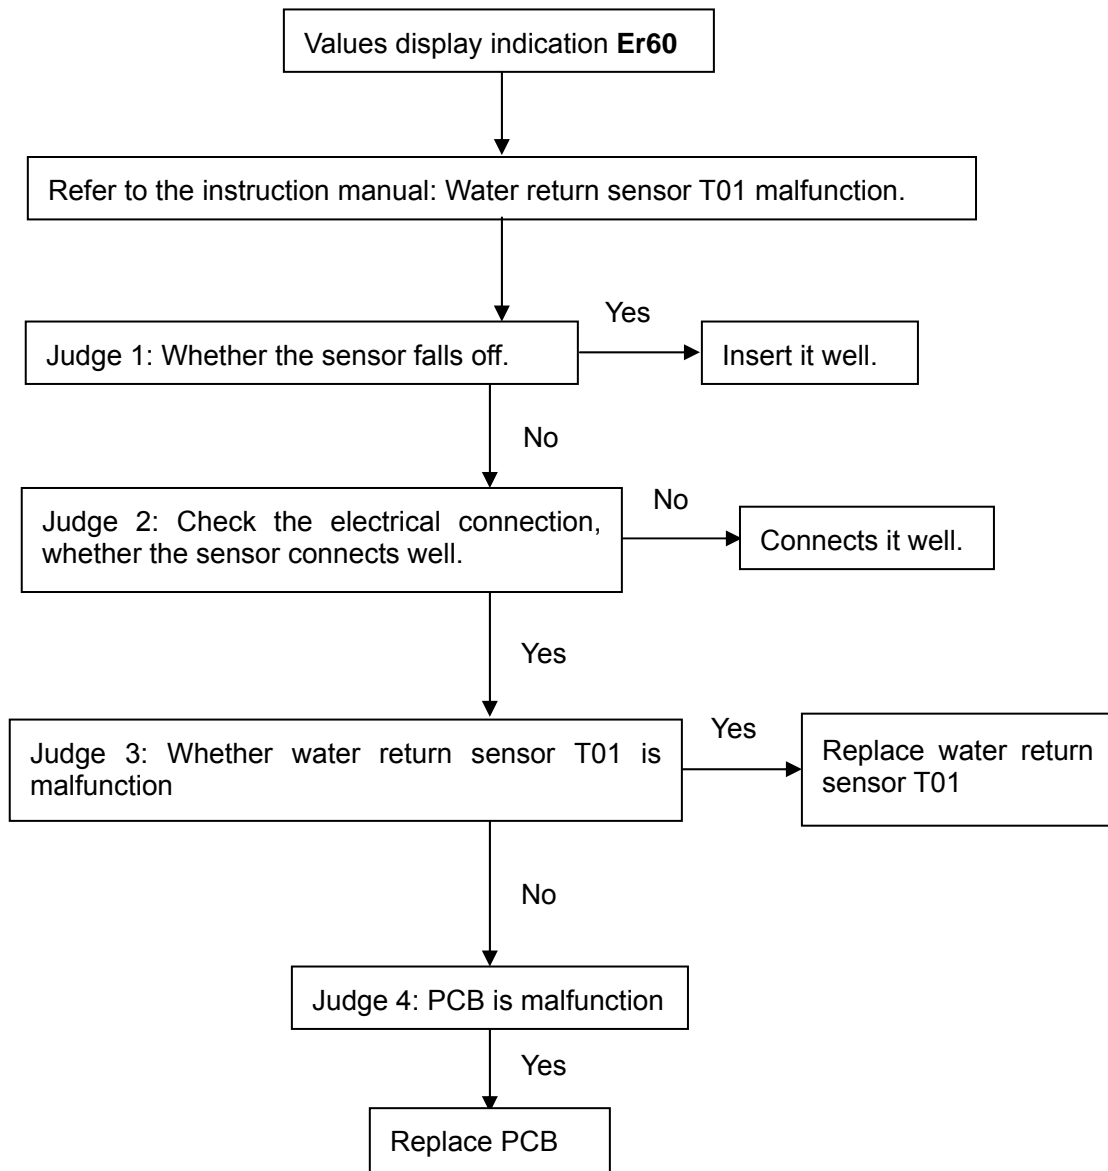 Values display indication Er60
Refer to the instruction manual: Water return sensor T01 malfunction.
Yes
Judge 1: Whether the sensor falls off.
Insert it well.
No
Judge 2: Check the electrical connection,
whether the sensor connects well.
No
Connects it well.
Yes
Judge 3: Whether water return sensor T01 is
malfunction
Yes
Replace water return
sensor T01
No
Judge 4: PCB is malfunction
Yes
Replace PCB